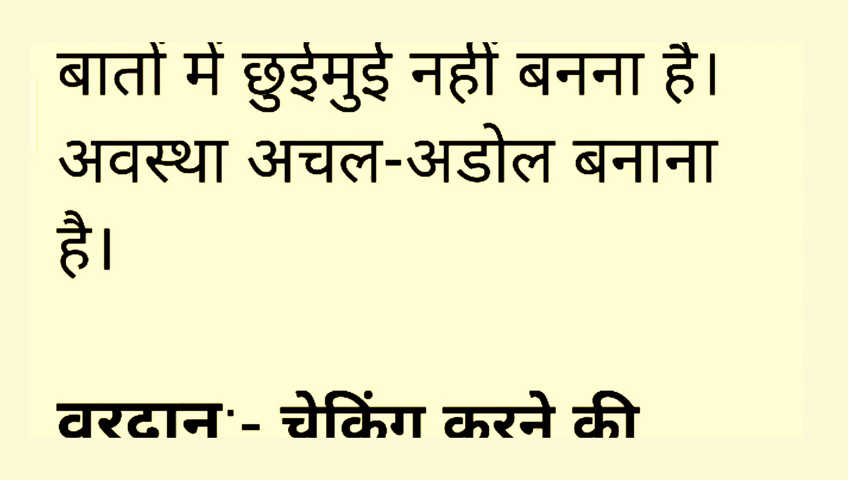 बातों में छुईमुई नहीं बनना है।
अवस्था अचल-अडोल बनाना
है।
वरदान:- चेकिंग करने की